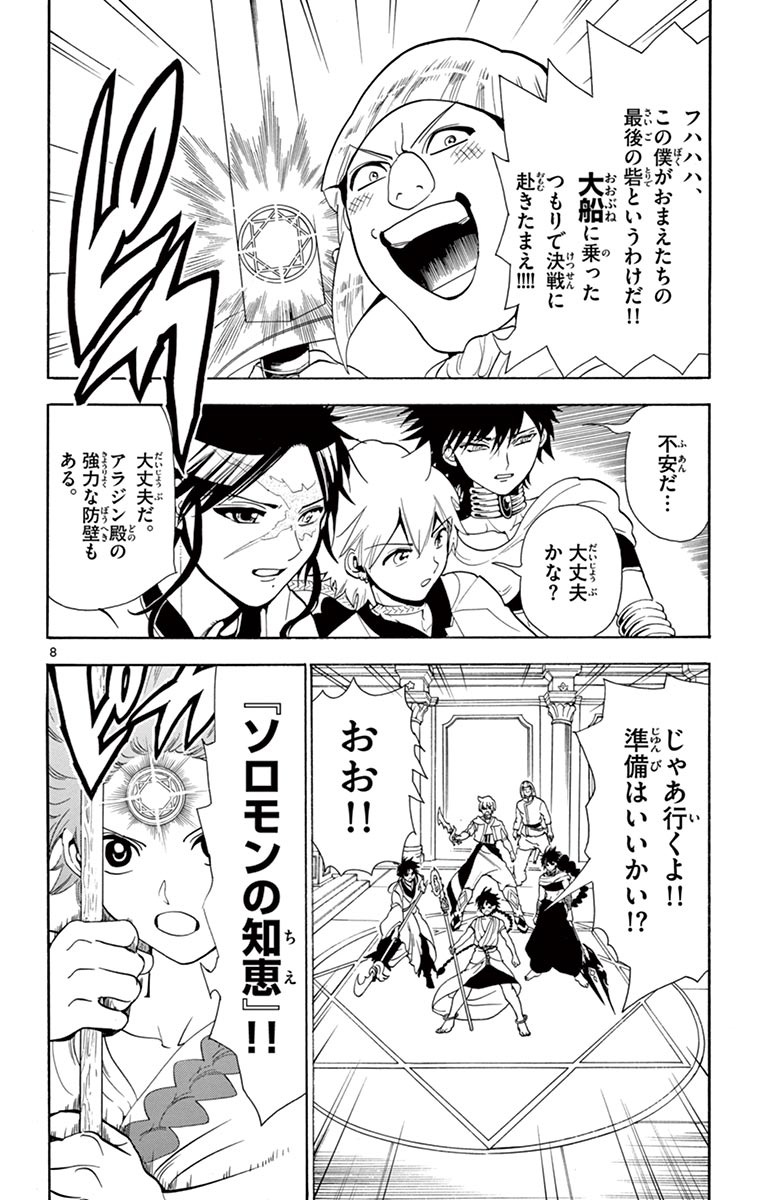 フハハハ、
この僕がおまえたちの
最後の砦というわけだ!!
大船に乗った
つもりで決戦に
赴きたまえ!!!!
不安だ…
大丈夫
かな?
大丈夫だ。
アラジン殿の
強力な防壁も
ある。
8
じゃあ行くよ!!
準備はいいかい!?
おお!!
『ソロモンの知恵』!!